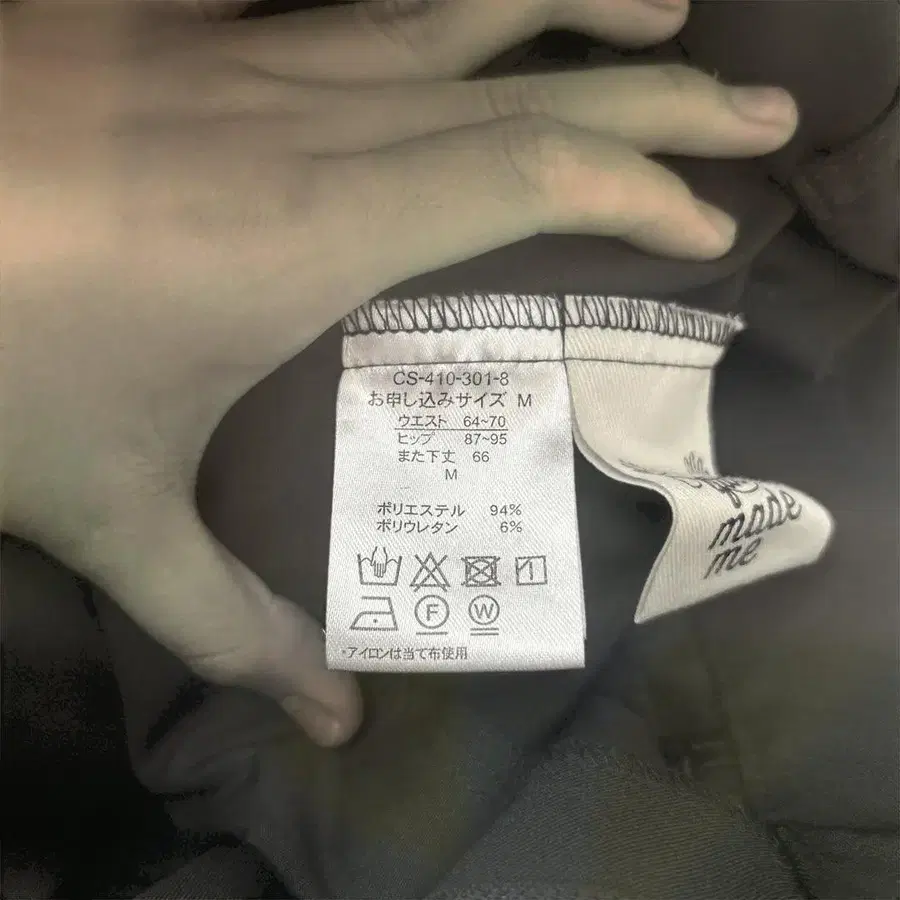 CS-410-301-8
お申し込みサイズ M
ウエスト 64~70
ヒップ 87~95
また下丈 66
M
ポリエステル 94%
ポリウレタン 6%
F W
*アイロンは当て布使用
made
me